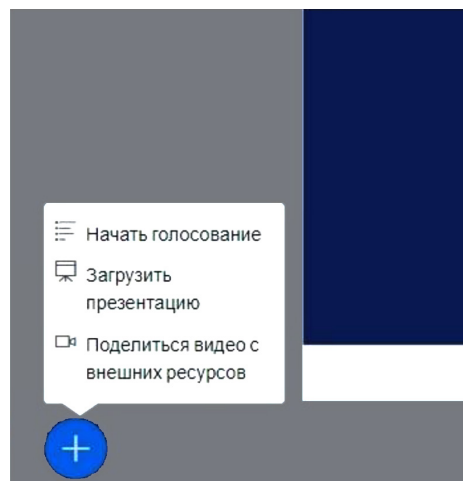 Начать голосование
Загрузить
презентацию
Поделиться видео с
внешних ресурсов